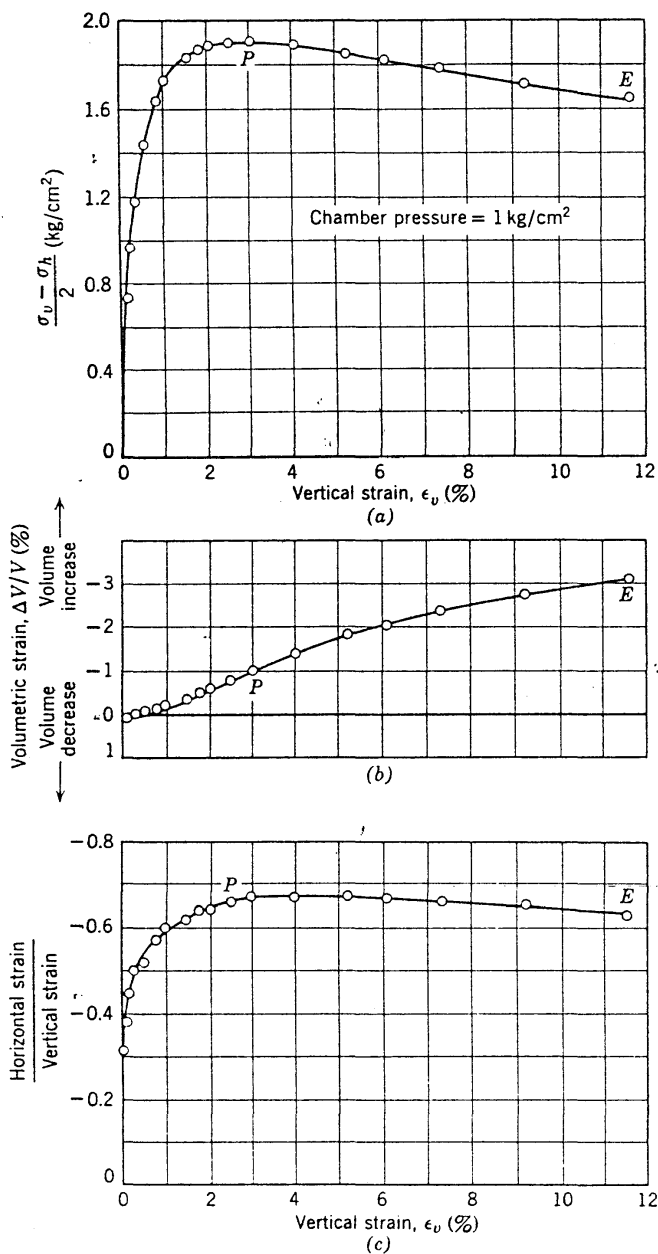 2.0
1.6
1.2
0.8
0.4
0
(σv − σh)/2 (kg/cm²)
P
E
Chamber pressure = 1 kg/cm²
0 2 4 6 8 10 12
Vertical strain, ϵv (%)
(a)
Volumetric strain, ΔV/V (%)
Volume increase
Volume decrease
−3
−2
−1
0
1
P
E
(b)
−0.8
−0.6
−0.4
−0.2
0
Horizontal strain
Vertical strain
P
E
0 2 4 6 8 10 12
Vertical strain, ϵv (%)
(c)